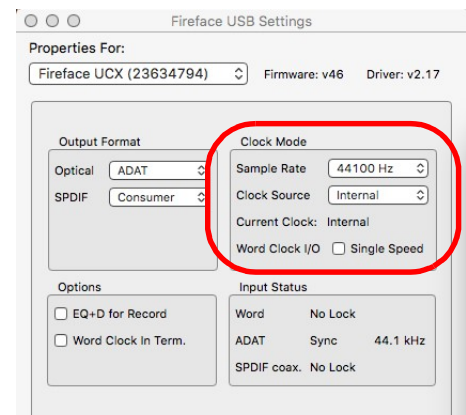 Fireface USB Settings
Properties For:
Fireface UCX (23634794) Firmware: v46 Driver: v2.17
Output Format
Optical ADAT
SPDIF Consumer
Clock Mode
Sample Rate 44100 Hz
Clock Source Internal
Current Clock: Internal
Word Clock I/O Single Speed
Options
EQ+D for Record
Word Clock In Term.
Input Status
Word No Lock
ADAT Sync 44.1 kHz
SPDIF coax. No Lock